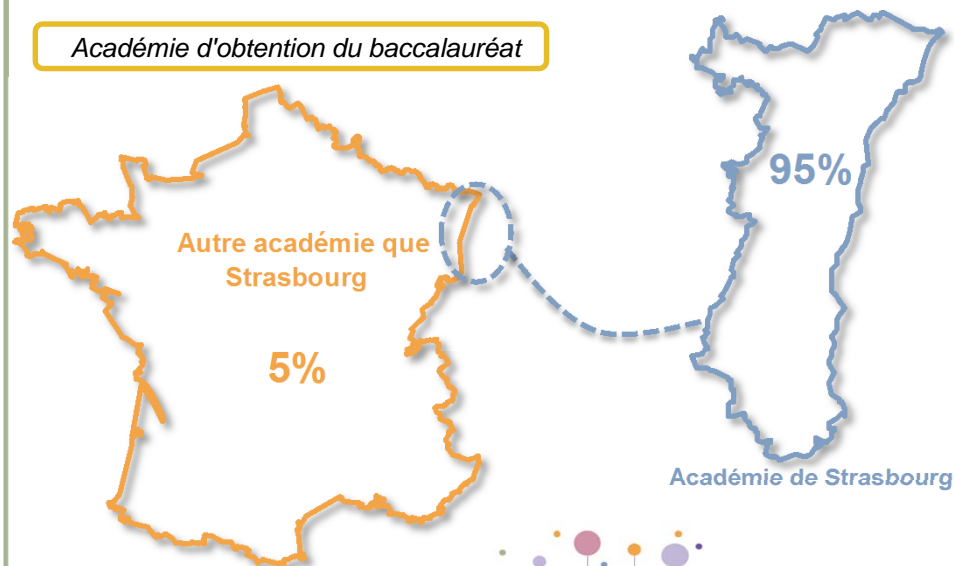 Académie d'obtention du baccalauréat
95%
Autre académie que
Strasbourg
5%
Académie de Strasbourg